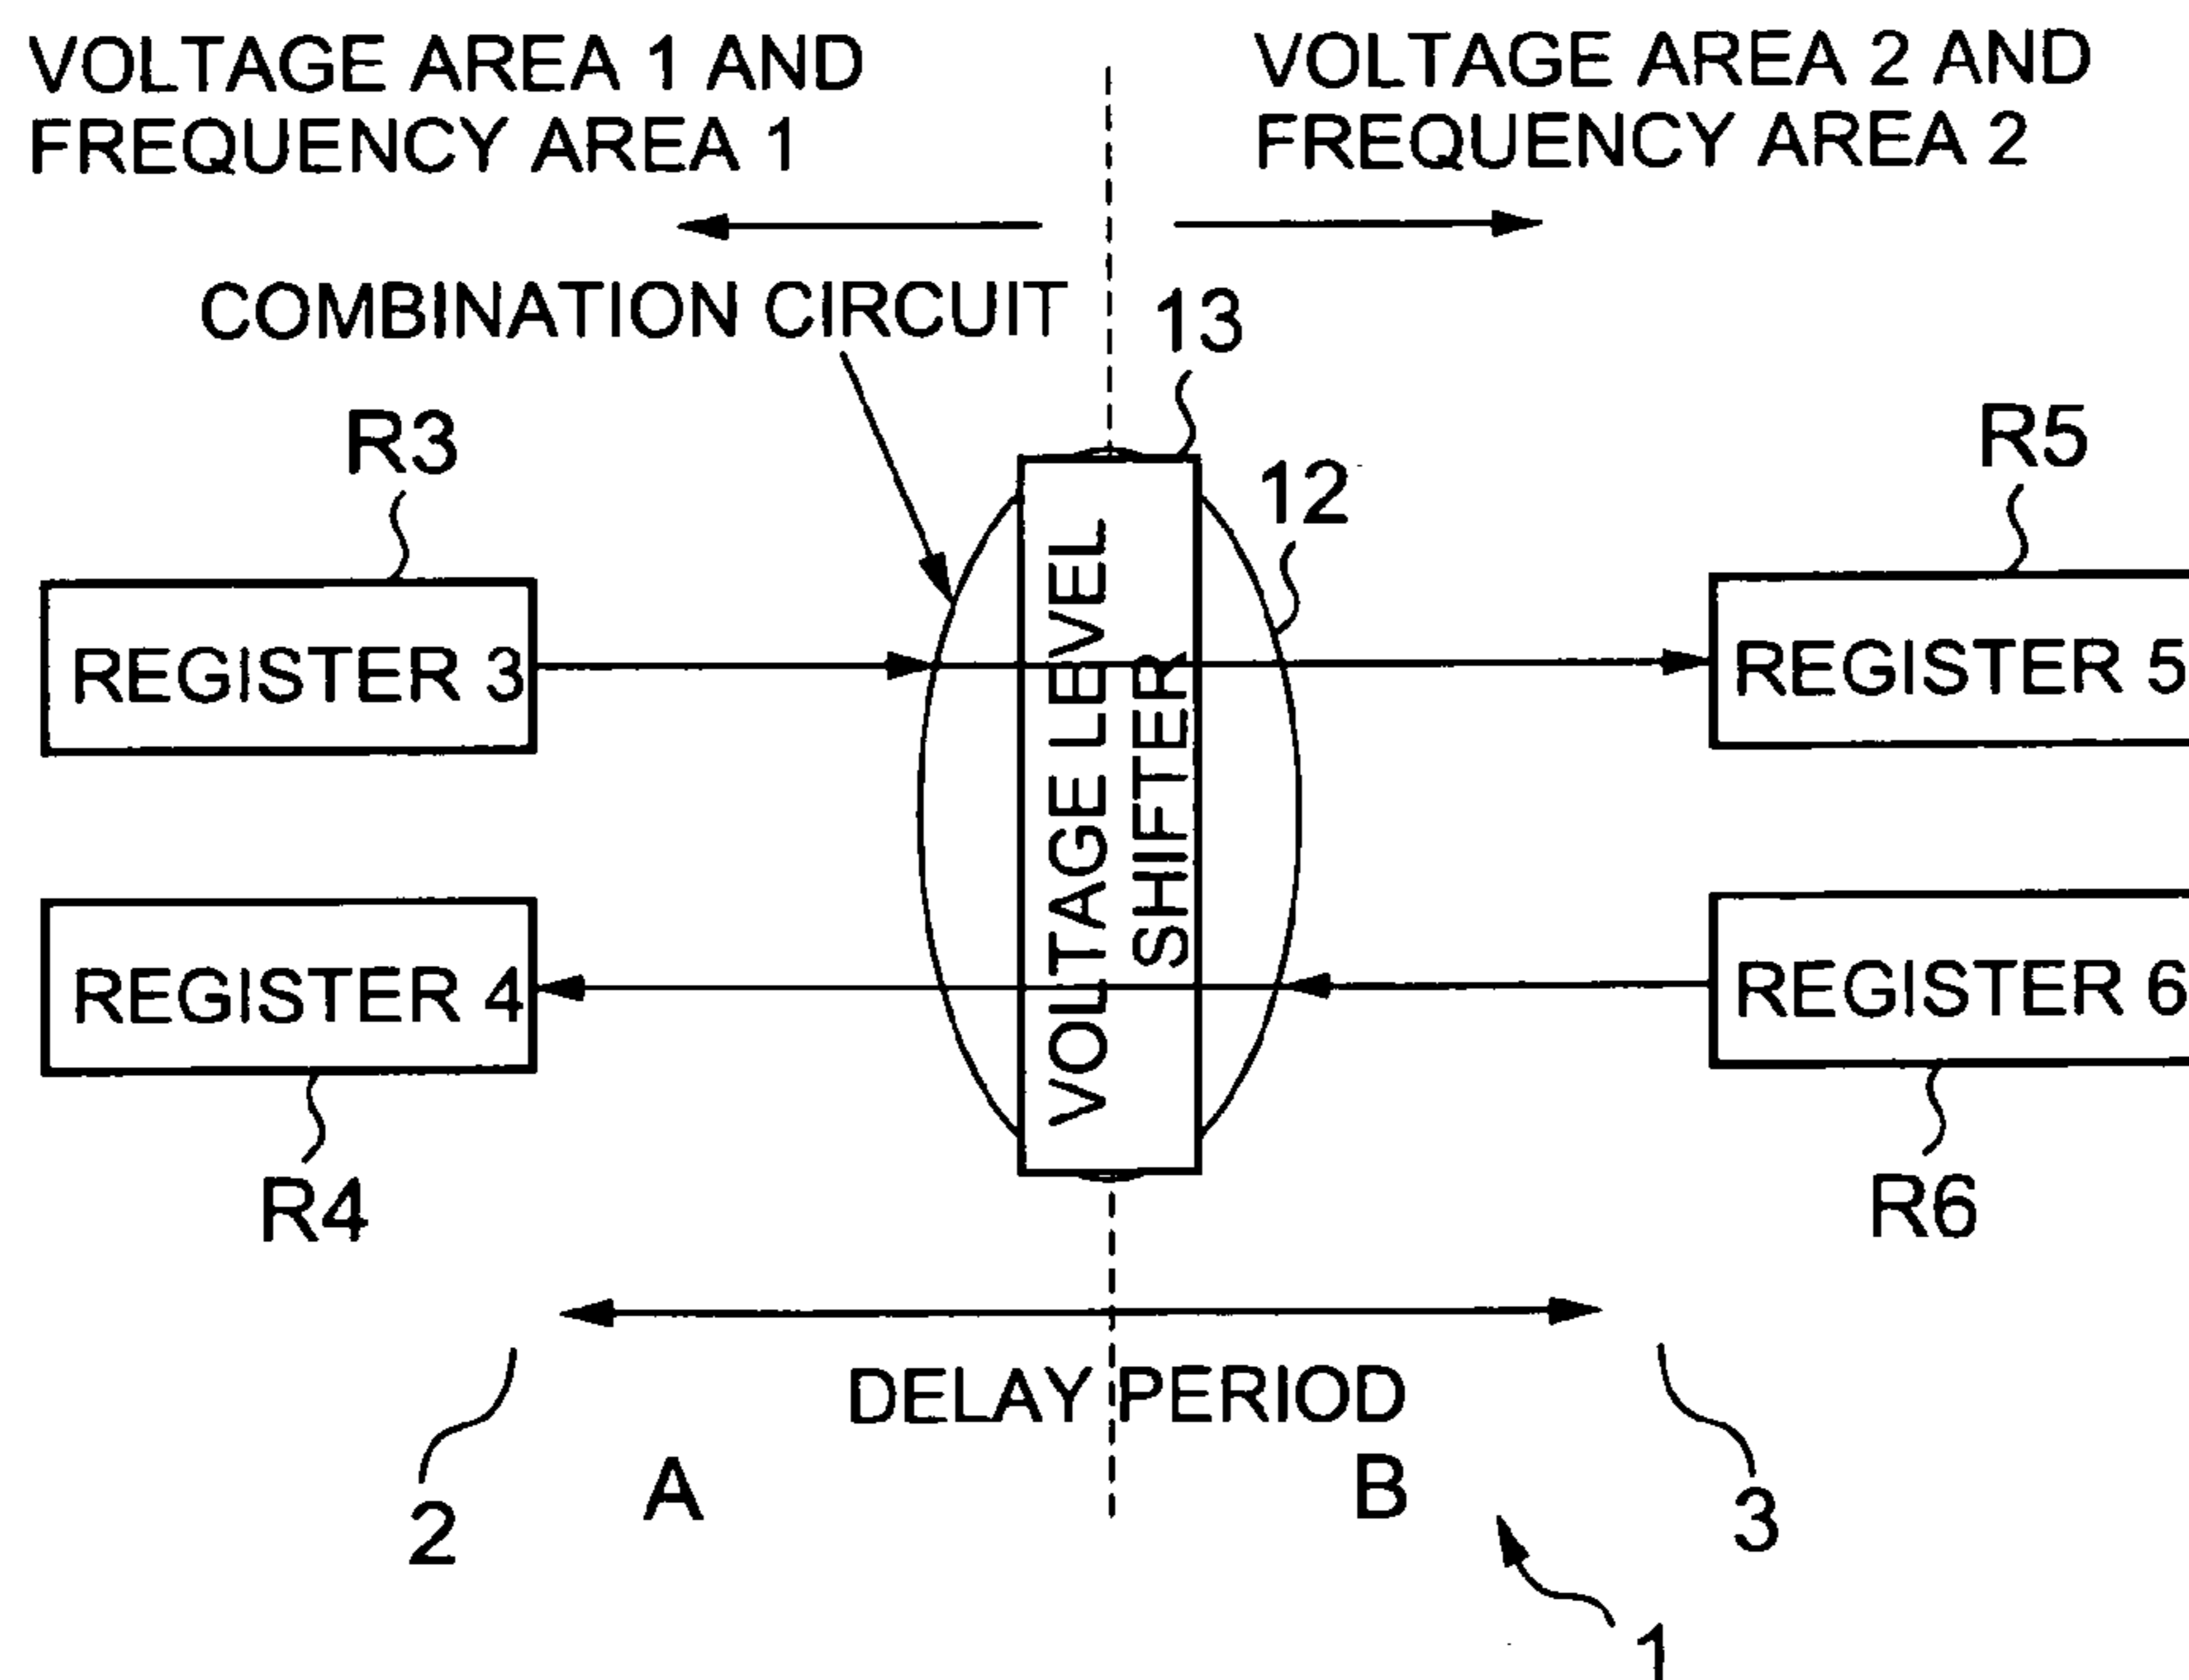 VOLTAGE AREA 1 AND
FREQUENCY AREA 1
VOLTAGE AREA 2 AND
FREQUENCY AREA 2
COMBINATION CIRCUIT
13
R3
R5
12
VOLTAGE LEVEL
SHIFTER
REGISTER 3
REGISTER 5
REGISTER 4
REGISTER 6
R4
R6
DELAY PERIOD
2
A
B
3
1